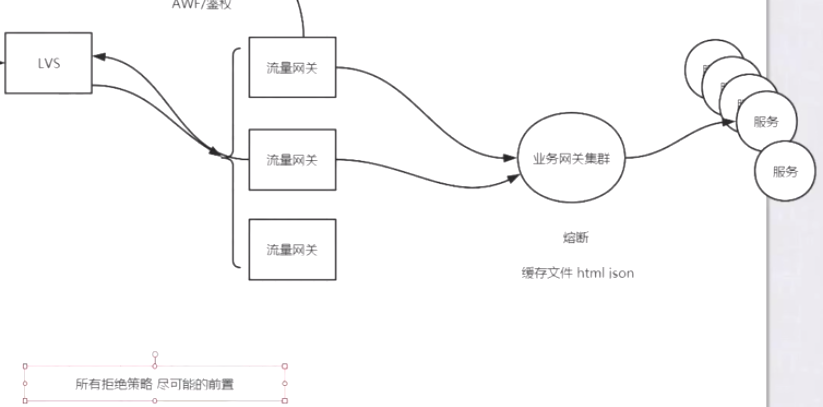 AWF/鉴权
LVS
流量网关
流量网关
流量网关
业务网关集群
服务
服务
熔断
缓存文件 html json
所有拒绝策略 尽可能的前置